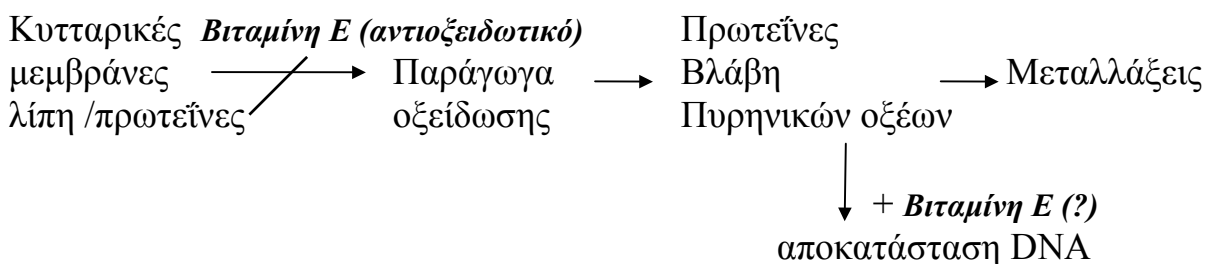 Κυτταρικές Βιταμίνη Ε (αντιοξειδωτικό) Πρωτεΐνες
μεμβράνες Παράγωγα Βλάβη Μεταλλάξεις
λίπη /πρωτεΐνες οξείδωσης Πυρηνικών οξέων
+ Βιταμίνη Ε (?)
αποκατάσταση DNA